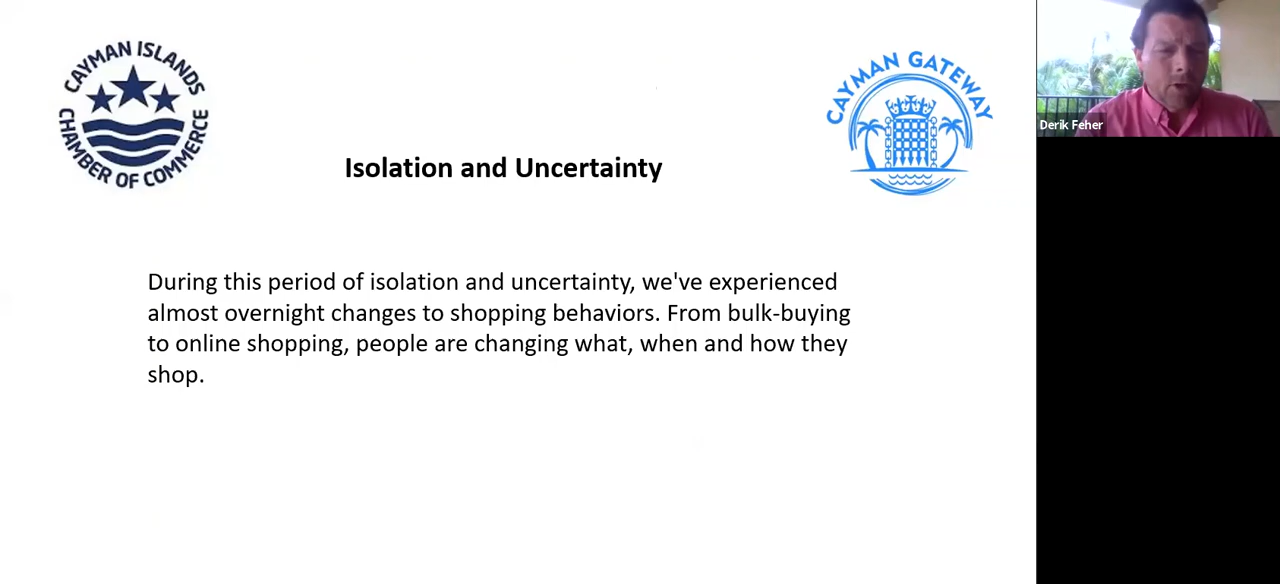 CAYMAN ISLANDS
CHAMBER OF COMMERCE
CAYMAN GATEWAY
Derik Feher
Isolation and Uncertainty
During this period of isolation and uncertainty, we've experienced
almost overnight changes to shopping behaviors. From bulk-buying
to online shopping, people are changing what, when and how they
shop.